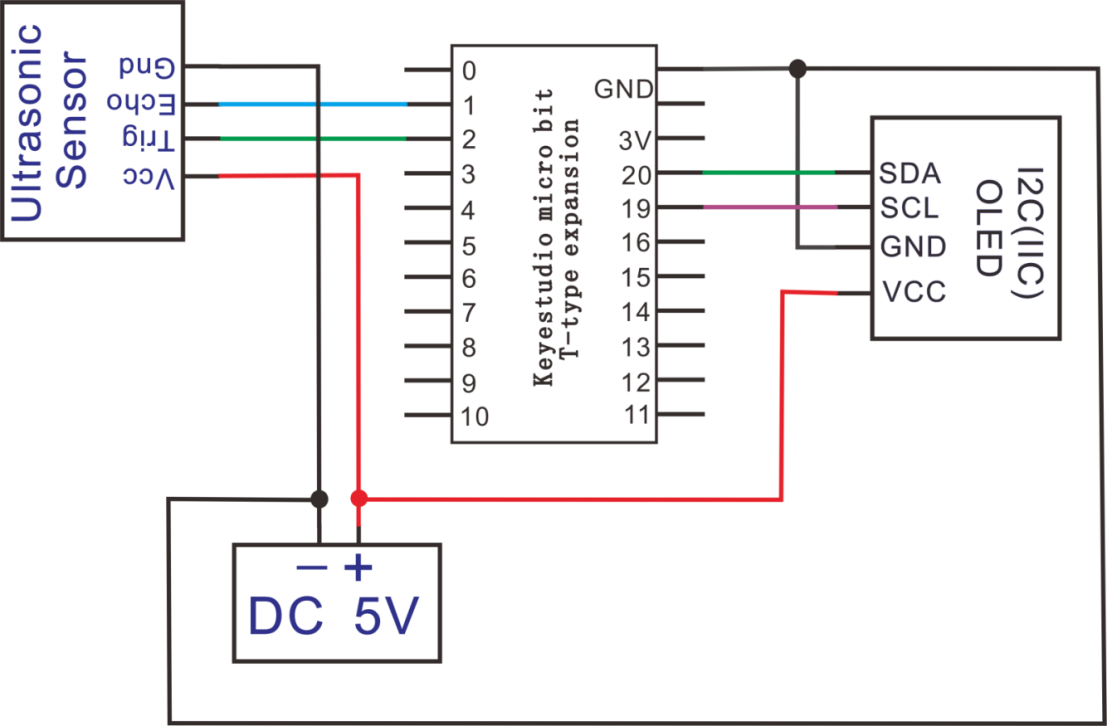 Ultrasonic
Sensor
Gnd
Echo
Trig
Vcc
0
1
2
3
4
5
6
7
8
9
10
Keyestudio micro bit
T-type expansion
GND
3V
20
19
16
15
14
13
12
11
SDA
SCL
GND
VCC
I2C(IIC)
OLED
− +
DC 5V